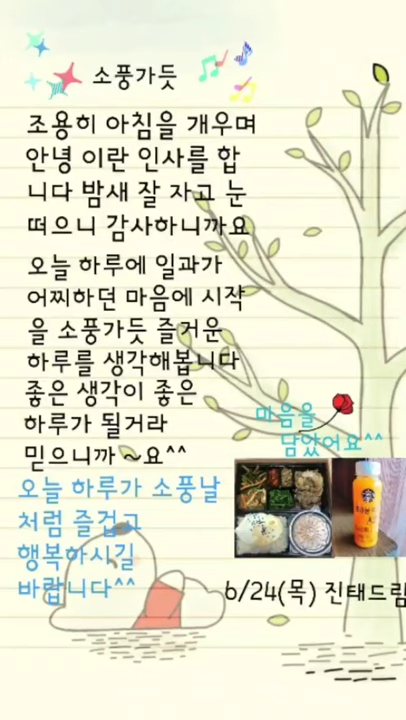 소풍가듯
조용히 아침을 개우며
안녕 이란 인사를 합
니다 밤새 잘 자고 눈
떠으니 감사하니까요
오늘 하루에 일과가
어찌하던 마음에 시작
을 소풍가듯 즐거운
하루를 생각해봅니다
좋은 생각이 좋은
하루가 될거라
믿으니까~요^^
마음을
담았어요^^
오늘 하루가 소풍날
처럼 즐겁고
행복하시길
바랍니다^^
6/24(목) 진태드림